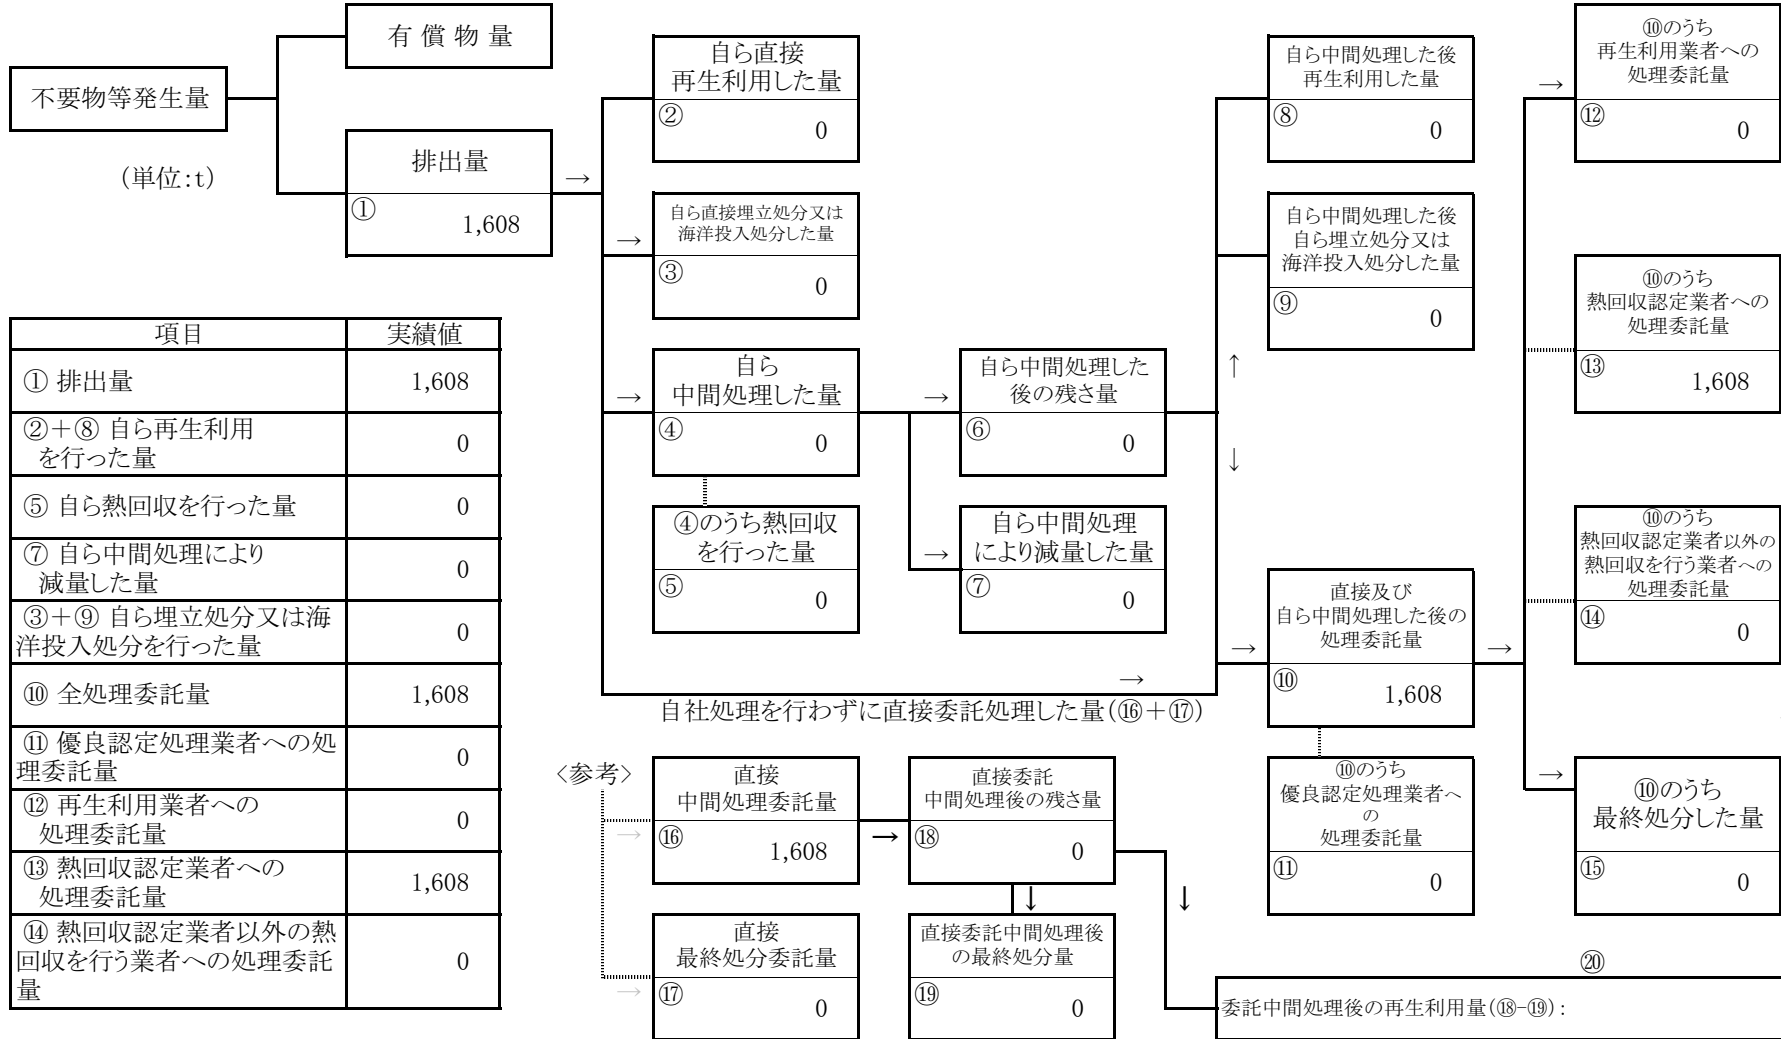 不要物等発生量
有 償 物 量
(単位:t)
排出量
①
1,608
→
自ら直接
再生利用した量
②
0
→
自ら直接埋立処分又は
海洋投入処分した量
③
0
→
自ら
中間処理した量
④
0
④のうち熱回収
を行った量
⑤
0
→
自ら中間処理した
後の残さ量
⑥
0
→
自ら中間処理
により減量した量
⑦
0
自ら中間処理した後
再生利用した量
⑧
0
自ら中間処理した後
自ら埋立処分又は
海洋投入処分した量
⑨
0
↑
↓
→
自社処理を行わずに直接委託処理した量(⑯+⑰)
→
直接及び
自ら中間処理した後の
処理委託量
⑩
1,608
⑩のうち
優良認定処理業者へ
の
処理委託量
⑪
0
→
→
⑩のうち
再生利用業者への
処理委託量
⑫
0
⑩のうち
熱回収認定業者への
処理委託量
⑬
1,608
⑩のうち
熱回収認定業者以外の
熱回収を行う業者への
処理委託量
⑭
0
→
⑩のうち
最終処分した量
⑮
0
項目 実績値
① 排出量 1,608
②+⑧ 自ら再生利用
を行った量 0
⑤ 自ら熱回収を行った量 0
⑦ 自ら中間処理により
減量した量 0
③+⑨ 自ら埋立処分又は海
洋投入処分を行った量 0
⑩ 全処理委託量 1,608
⑪ 優良認定処理業者への処
理委託量 0
⑫ 再生利用業者への
処理委託量 0
⑬ 熱回収認定業者への
処理委託量 1,608
⑭ 熱回収認定業者以外の熱
回収を行う業者への処理委託
量 0
〈参考〉
→
直接
中間処理委託量
⑯
1,608
→
直接委託
中間処理後の残さ量
⑱
0
→
直接
最終処分委託量
⑰
0
↓
直接委託中間処理後
の最終処分量
⑲
0
↓
⑳
委託中間処理後の再生利用量(⑱-⑲):